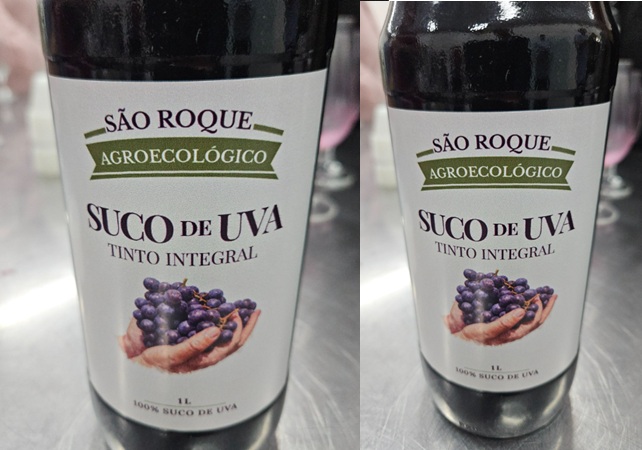 SÃO ROQUE
AGROECOLÓGICO
SUCO DE UVA
TINTO INTEGRAL
1L
100% SUCO DE UVA
SÃO ROQUE
AGROECOLÓGICO
SUCO DE UVA
TINTO INTEGRAL
1L
100% SUCO DE UVA